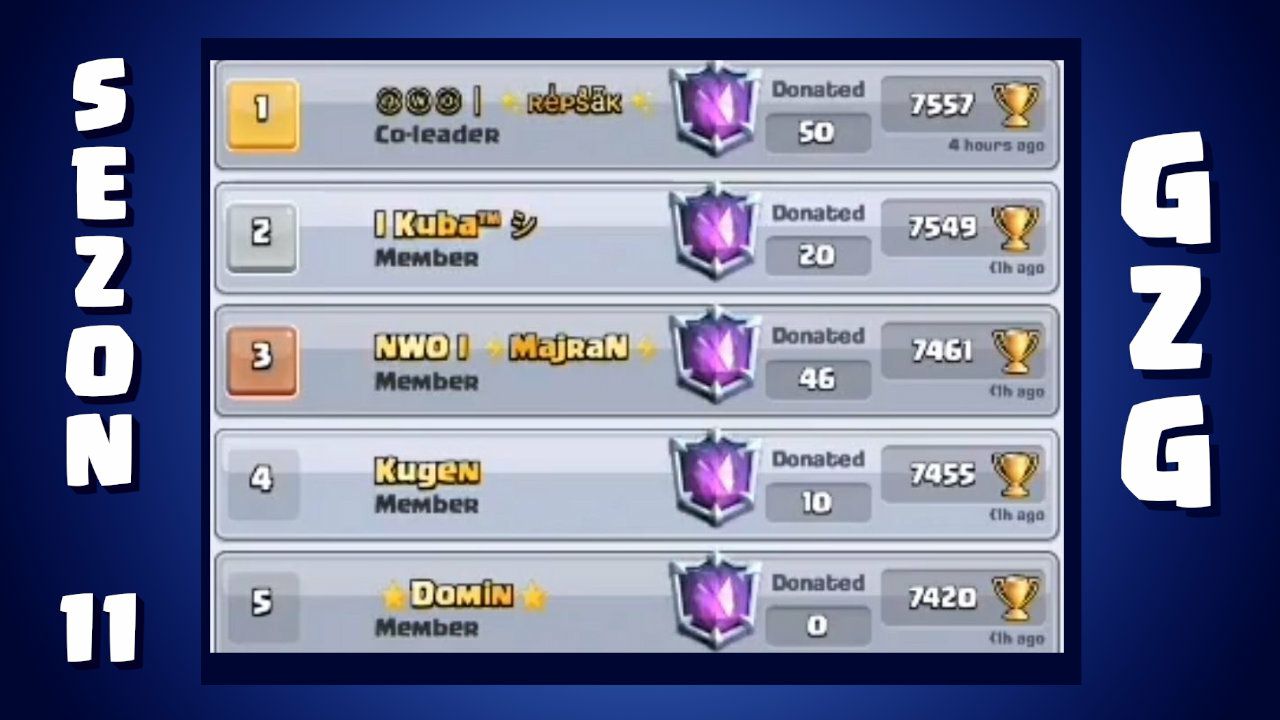 SEZON 11
1
ⓃⓌⓄ | ✨ RépŠäK ✨
Co-leader
Donated
50
7557
4 hours ago
2
I Kuba™ シ
Member
Donated
20
7549
<1h ago
3
NWO I ✨ MajRaN ✨
Member
Donated
46
7461
<1h ago
4
KugeN
Member
Donated
10
7455
<1h ago
5
⭐DomiN⭐
Member
Donated
0
7420
<1h ago
GZG